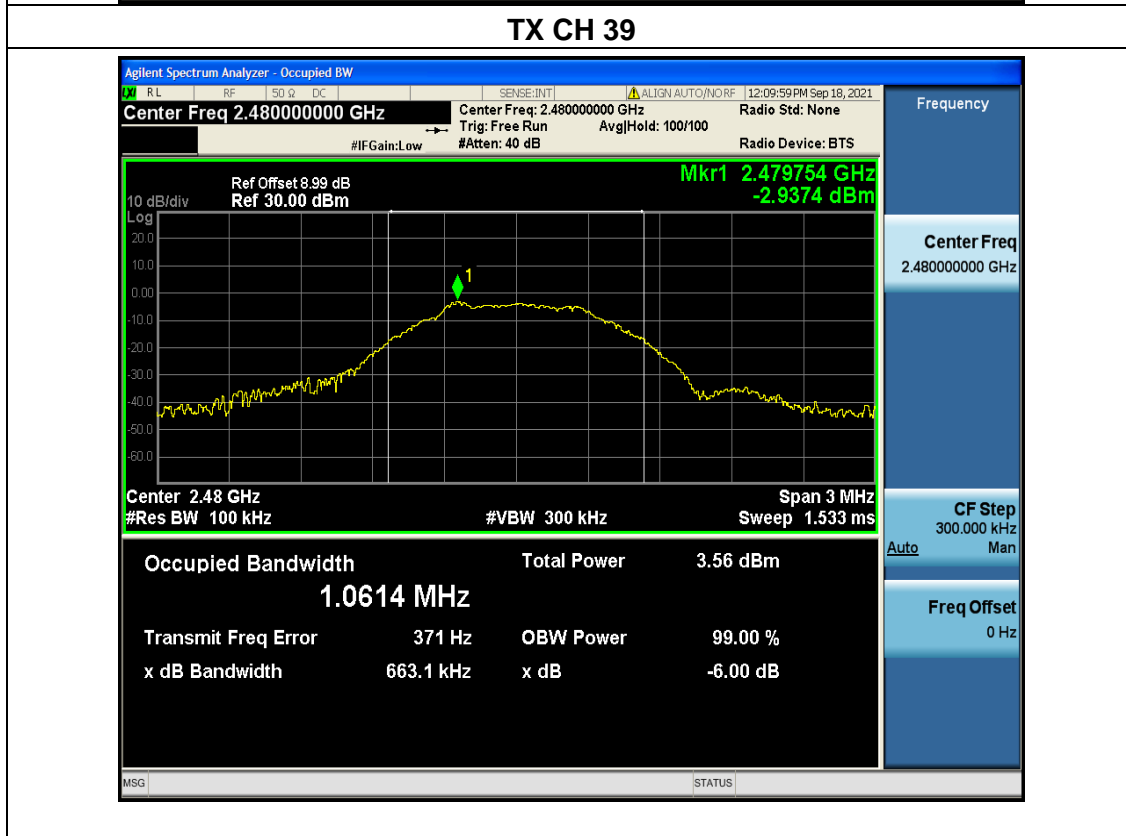 TX CH 39
Agilent Spectrum Analyzer - Occupied BW
LXI RL RF 50 Ω DC SENSE:INT ALIGN AUTO/NO RF 12:09:59 PM Sep 18, 2021
Center Freq 2.480000000 GHz
Center Freq: 2.480000000 GHz Radio Std: None
Trig: Free Run Avg|Hold: 100/100
#IFGain:Low #Atten: 40 dB Radio Device: BTS
Mkr1 2.479754 GHz
-2.9374 dBm
Ref Offset 8.99 dB
10 dB/div Ref 30.00 dBm
Log
20.0
10.0
0.00
-10.0
-20.0
-30.0
-40.0
-50.0
-60.0
1
Center 2.48 GHz Span 3 MHz
#Res BW 100 kHz #VBW 300 kHz Sweep 1.533 ms
Occupied Bandwidth Total Power 3.56 dBm
1.0614 MHz
Transmit Freq Error 371 Hz OBW Power 99.00 %
x dB Bandwidth 663.1 kHz x dB -6.00 dB
MSG STATUS
Frequency
Center Freq
2.480000000 GHz
CF Step
300.000 kHz
Auto Man
Freq Offset
0 Hz